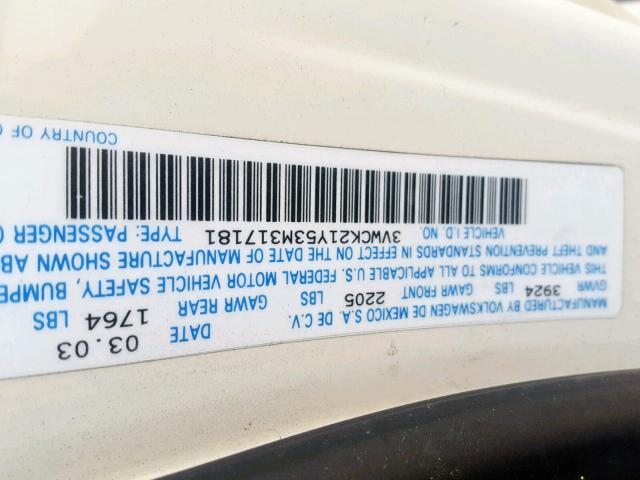 MANUFACTURED BY VOLKSWAGEN DE MEXICO S.A. DE C.V. DATE 03.03
GVWR 3924 LBS GAWR FRONT 2205 LBS GAWR REAR 1764 LBS
THIS VEHICLE CONFORMS TO ALL APPLICABLE U.S. FEDERAL MOTOR VEHICLE SAFETY, BUMPE
AND THEFT PREVENTION STANDARDS IN EFFECT ON THE DATE OF MANUFACTURE SHOWN AB
VEHICLE I.D. NO. 3VWCK21Y53M317181 TYPE: PASSENGER C
COUNTRY OF O